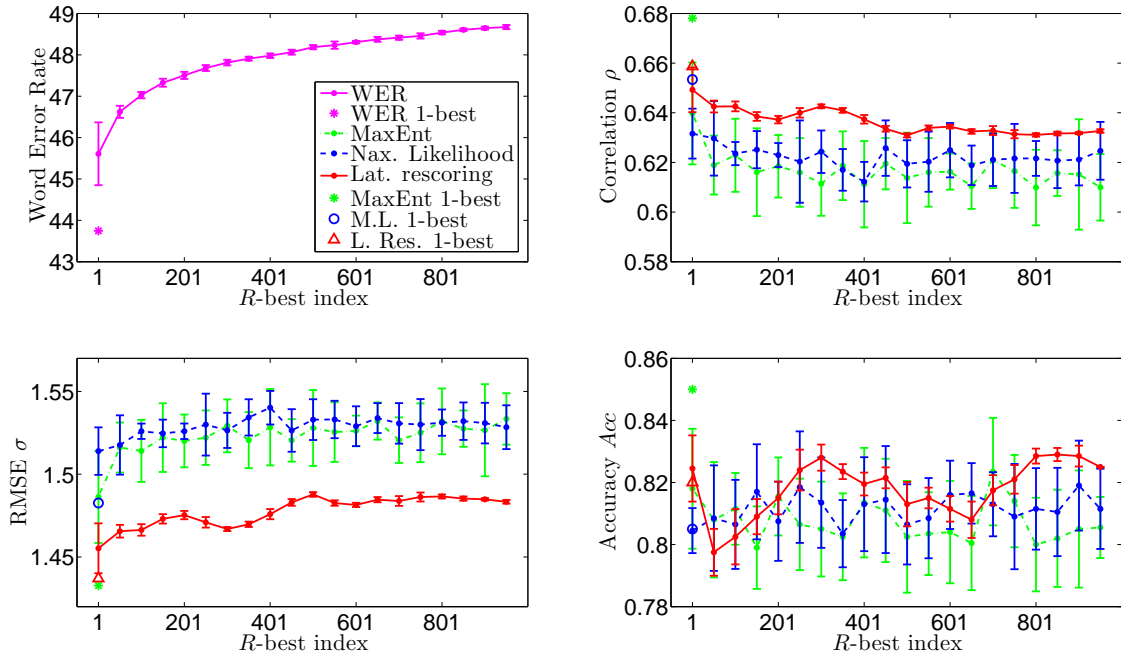 49
48
47
46
45
44
43
Word Error Rate
1 201 401 601 801
R-best index
WER
WER 1-best
MaxEnt
Nax. Likelihood
Lat. rescoring
MaxEnt 1-best
M.L. 1-best
L. Res. 1-best
0.68
0.66
0.64
0.62
0.6
0.58
Correlation ρ
1 201 401 601 801
R-best index
1.55
1.5
1.45
RMSE σ
1 201 401 601 801
R-best index
0.86
0.84
0.82
0.8
0.78
Accuracy Acc
1 201 401 601 801
R-best index